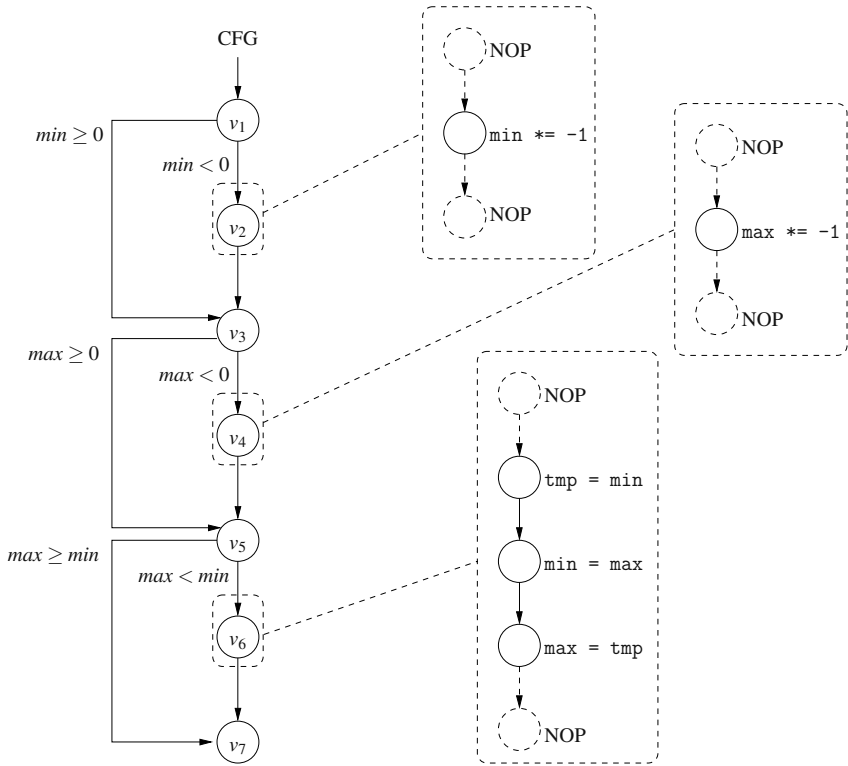 CFG
v1
min ≥ 0
min < 0
v2
v3
max ≥ 0
max < 0
v4
v5
max ≥ min
max < min
v6
v7
NOP
min *= -1
NOP
NOP
max *= -1
NOP
NOP
tmp = min
min = max
max = tmp
NOP